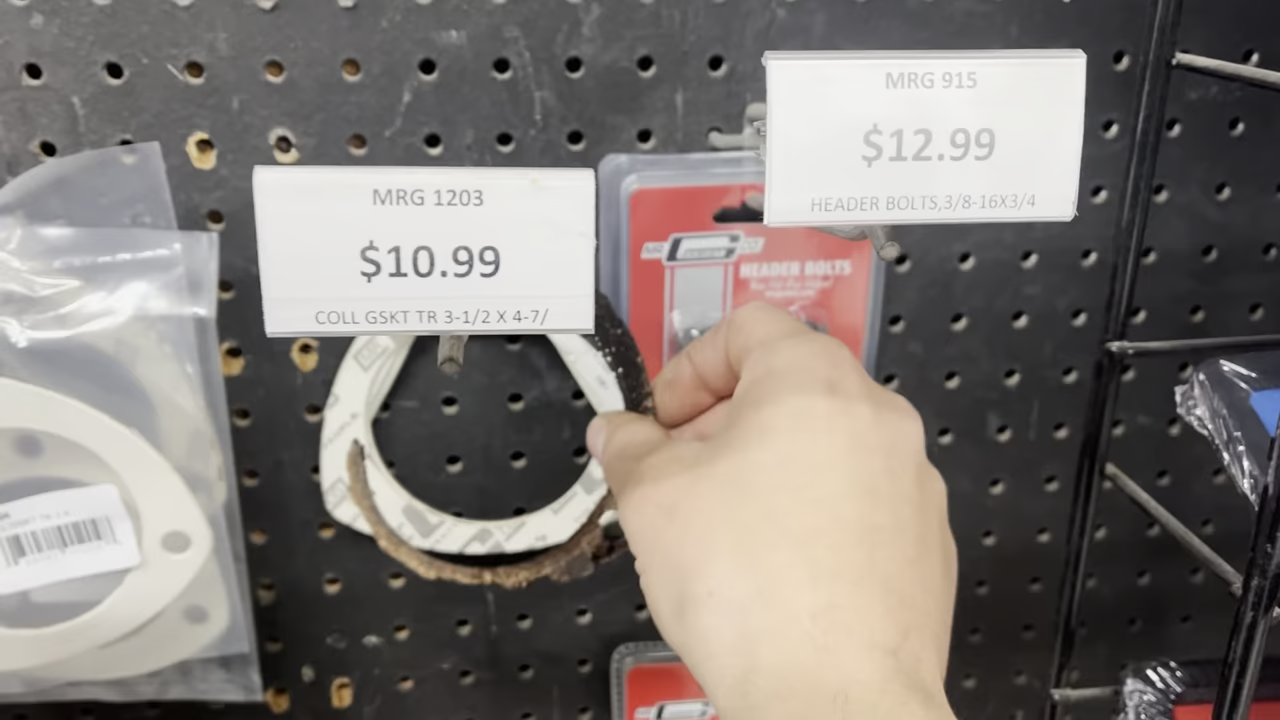 MRG 1203
$10.99
COLL GSKT TR 3-1/2 X 4-7/
MRG 915
$12.99
HEADER BOLTS,3/8-16X3/4
HEADER BOLTS